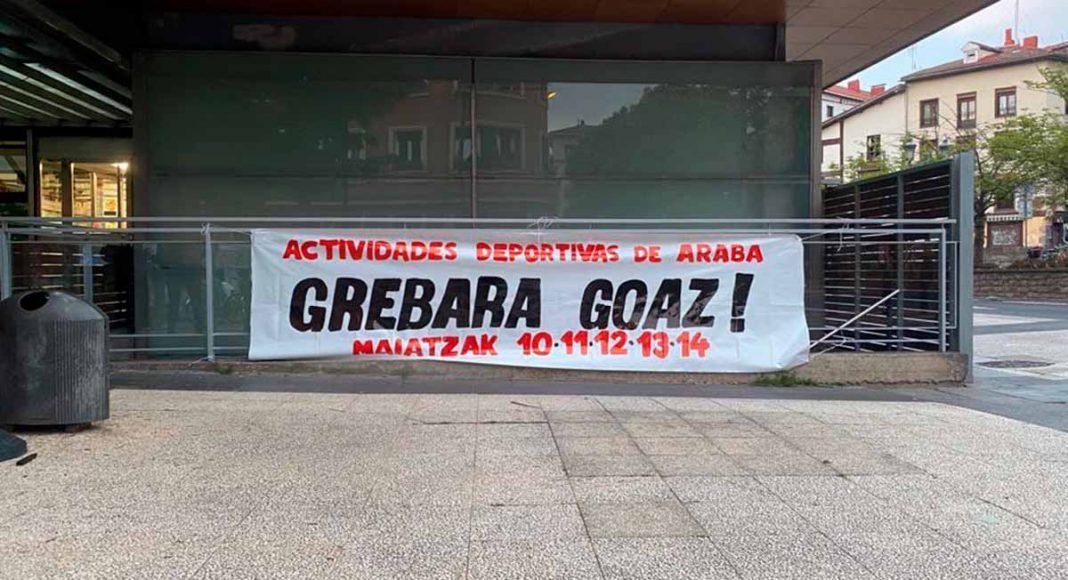 ACTIVIDADES DEPORTIVAS DE ARABA
GREBARA GOAZ!
MAIATZAK 10·11·12·13·14